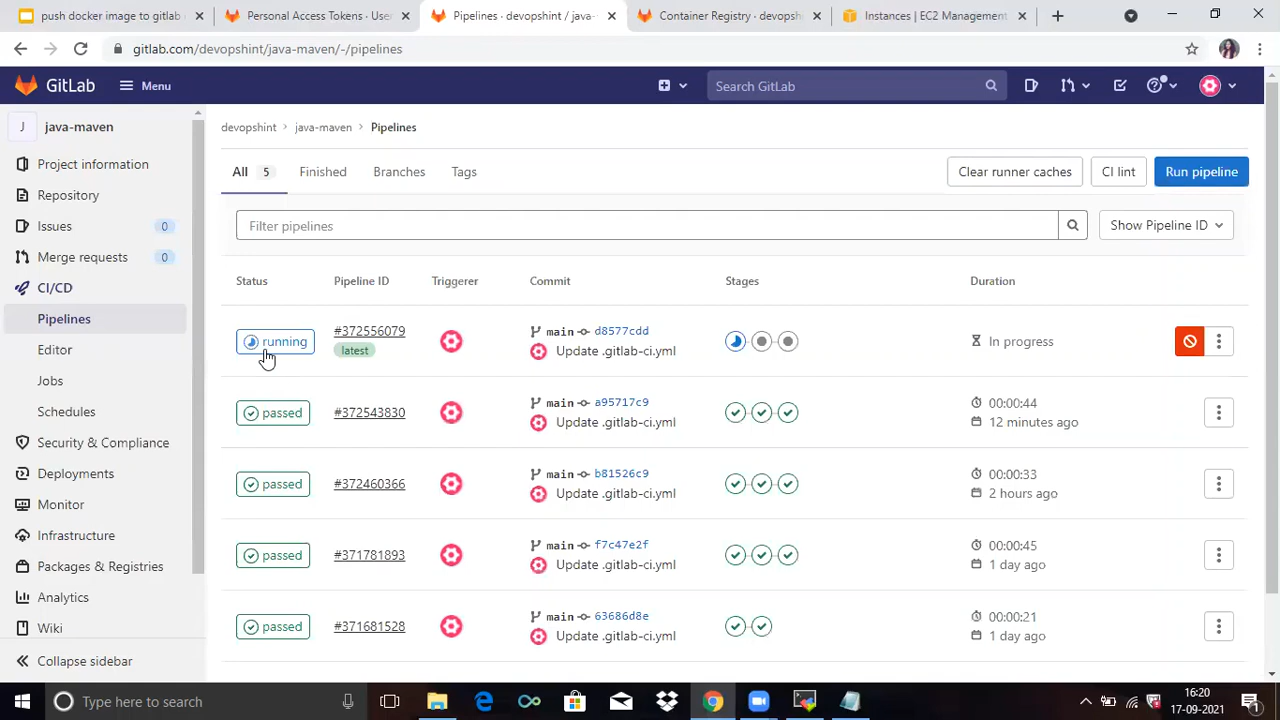 push docker image to gitlab
Personal Access Tokens · User
Pipelines · devopshint / java-
Container Registry · devopsh
Instances | EC2 Management
gitlab.com/devopshint/java-maven/-/pipelines
GitLab
Menu
Search GitLab
J
java-maven
Project information
Repository
Issues
0
Merge requests
0
CI/CD
Pipelines
Editor
Jobs
Schedules
Security & Compliance
Deployments
Monitor
Infrastructure
Packages & Registries
Analytics
Wiki
Collapse sidebar
devopshint › java-maven › Pipelines
All 5
Finished
Branches
Tags
Clear runner caches
CI lint
Run pipeline
Filter pipelines
Show Pipeline ID
Status
Pipeline ID
Triggerer
Commit
Stages
Duration
running
#372556079
latest
main d8577cdd
Update .gitlab-ci.yml
In progress
passed
#372543830
main a95717c9
Update .gitlab-ci.yml
00:00:44
12 minutes ago
passed
#372460366
main b81526c9
Update .gitlab-ci.yml
00:00:33
2 hours ago
passed
#371781893
main f7c47e2f
Update .gitlab-ci.yml
00:00:45
1 day ago
passed
#371681528
main 63686d8e
Update .gitlab-ci.yml
00:00:21
1 day ago
Type here to search
16:20
17-09-2021
1